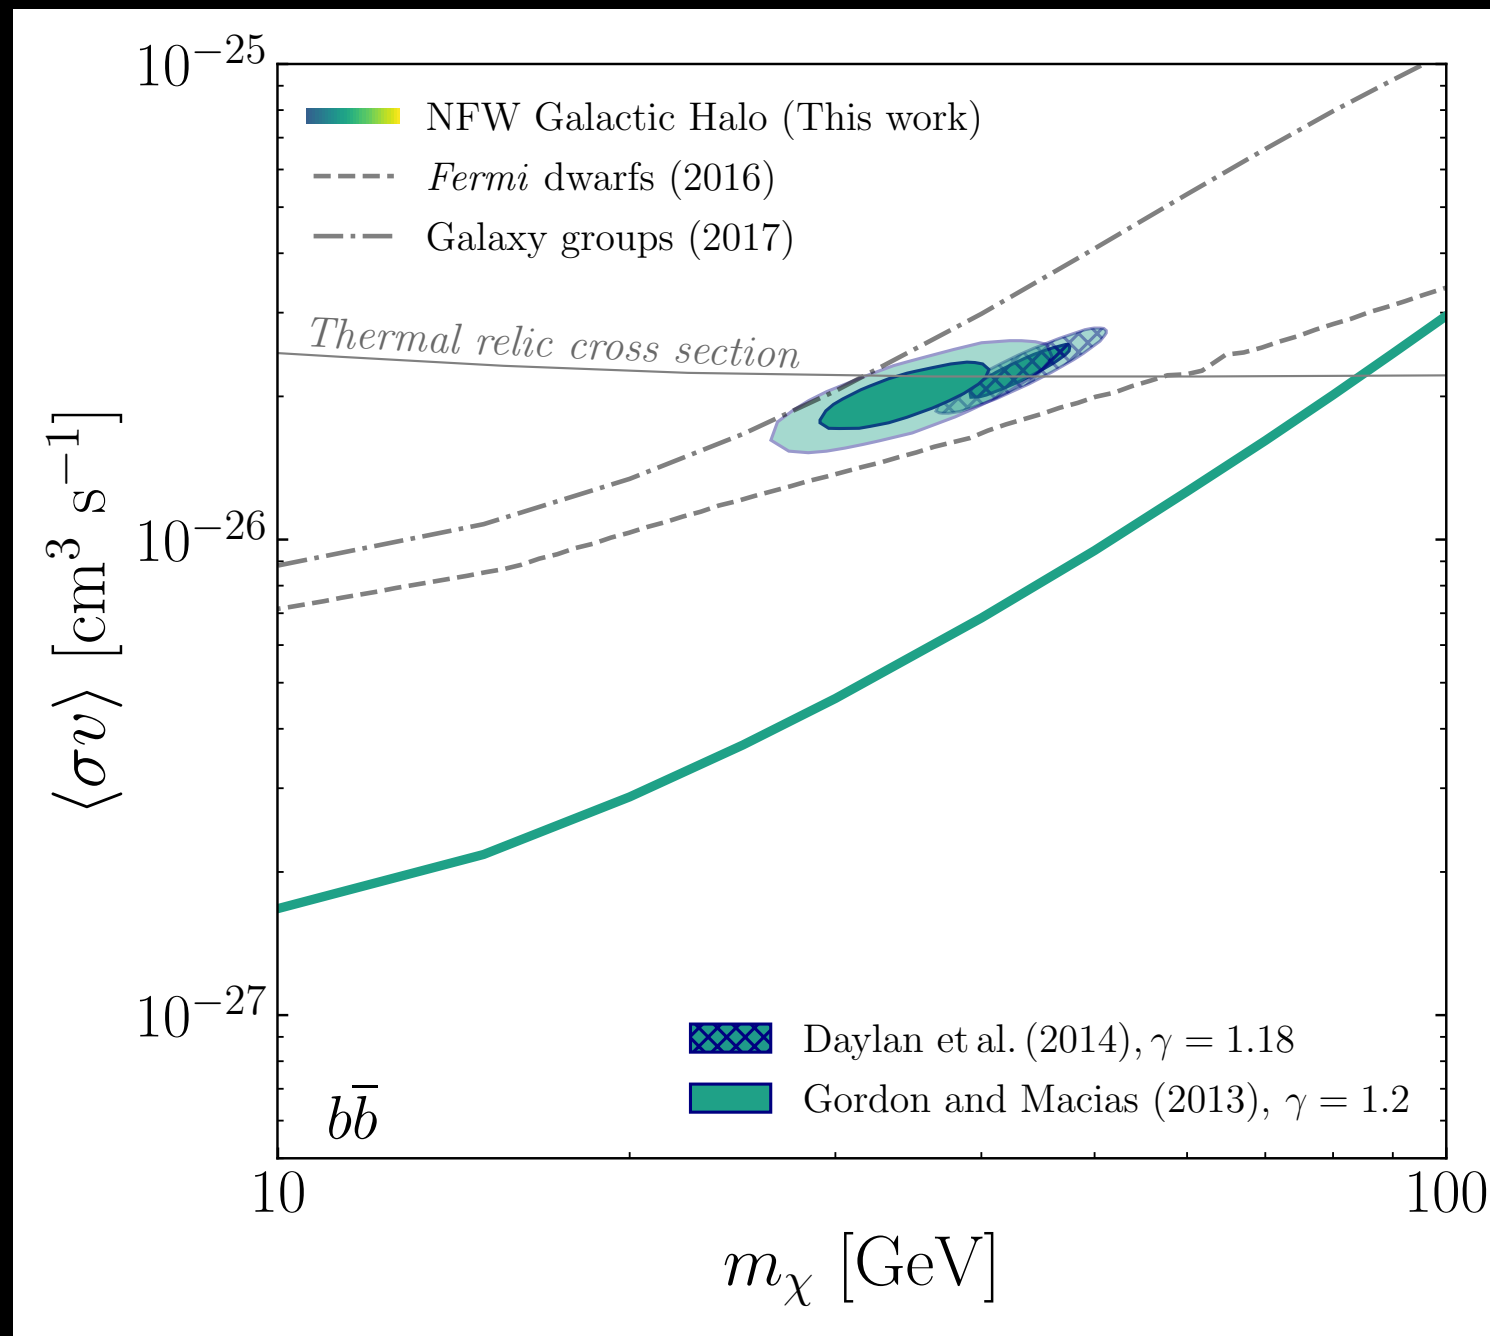 10⁻²⁵
NFW Galactic Halo (This work)
Fermi dwarfs (2016)
Galaxy groups (2017)
Thermal relic cross section
10⁻²⁶
⟨σv⟩ [cm³ s⁻¹]
10⁻²⁷
Daylan et al. (2014), γ = 1.18
Gordon and Macias (2013), γ = 1.2
bb̅
10
100
m_χ [GeV]